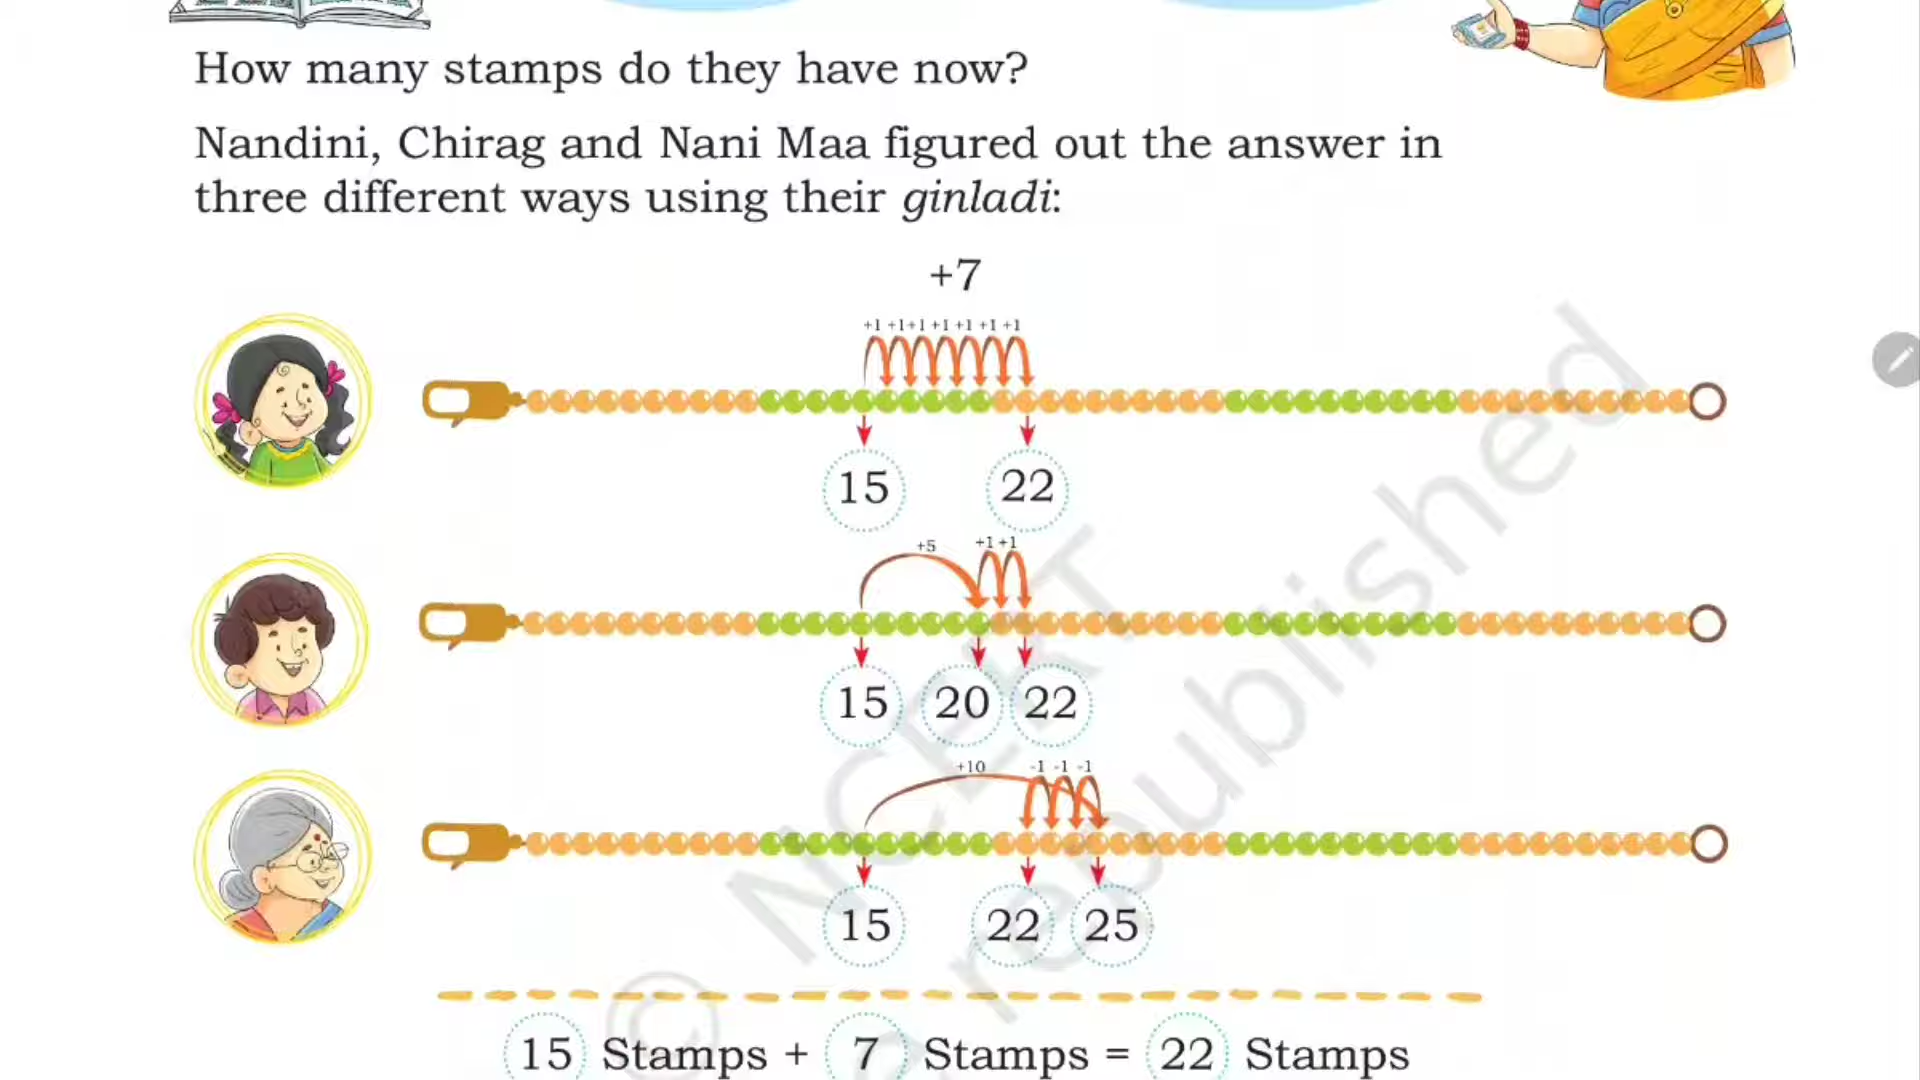 How many stamps do they have now?
Nandini, Chirag and Nani Maa figured out the answer in
three different ways using their ginladi:
+7
+1 +1 +1 +1 +1 +1 +1
15 22
+5 +1 +1
15 20 22
+10 -1 -1 -1
15 22 25
15 Stamps + 7 Stamps = 22 Stamps
© NCERT
republished